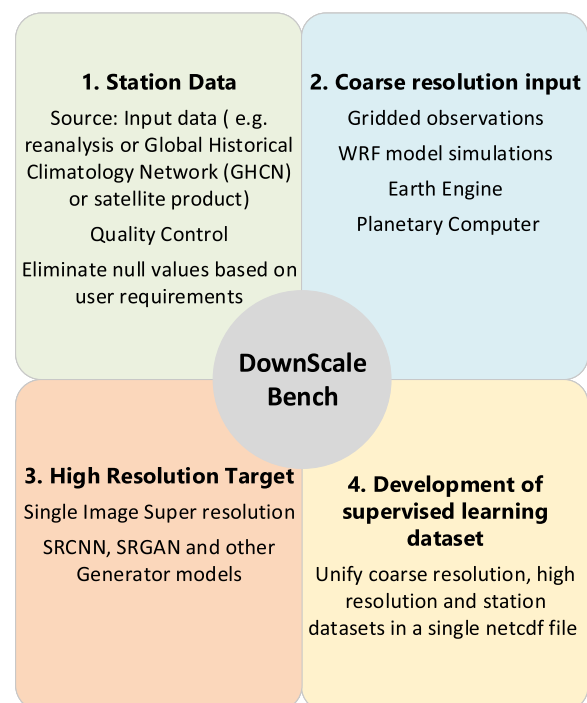 1. Station Data
Source: Input data ( e.g.
reanalysis or Global Historical
Climatology Network (GHCN)
or satellite product)
Quality Control
Eliminate null values based on
user requirements
2. Coarse resolution input
Gridded observations
WRF model simulations
Earth Engine
Planetary Computer
DownScale
Bench
3. High Resolution Target
Single Image Super resolution
SRCNN, SRGAN and other
Generator models
4. Development of
supervised learning
dataset
Unify coarse resolution, high
resolution and station
datasets in a single netcdf file